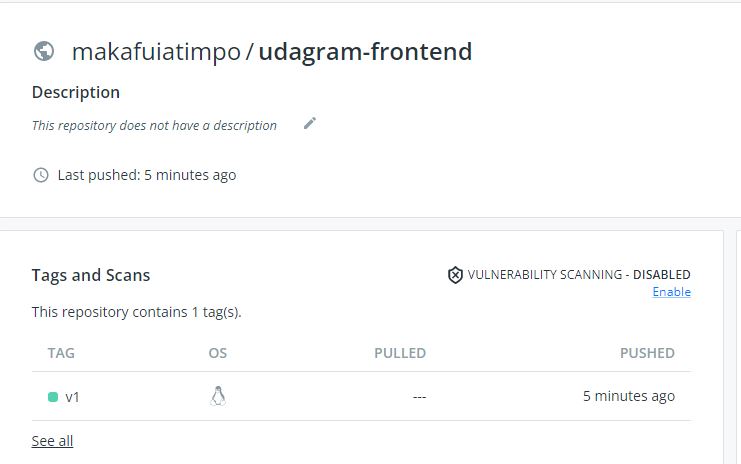 makafuiatimpo / udagram-frontend
Description
This repository does not have a description
Last pushed: 5 minutes ago
Tags and Scans
VULNERABILITY SCANNING - DISABLED
Enable
This repository contains 1 tag(s).
TAG OS PULLED PUSHED
v1 --- 5 minutes ago
See all